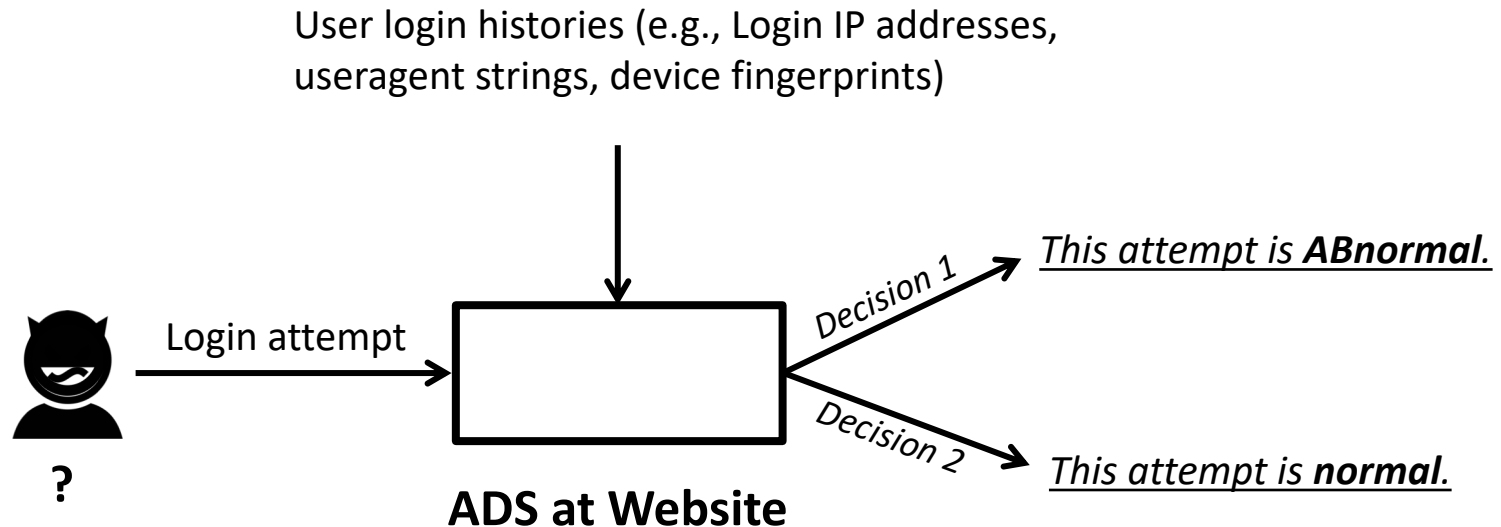 User login histories (e.g., Login IP addresses,
useragent strings, device fingerprints)
This attempt is ABnormal.
Decision 1
Login attempt
Decision 2
This attempt is normal.
?
ADS at Website